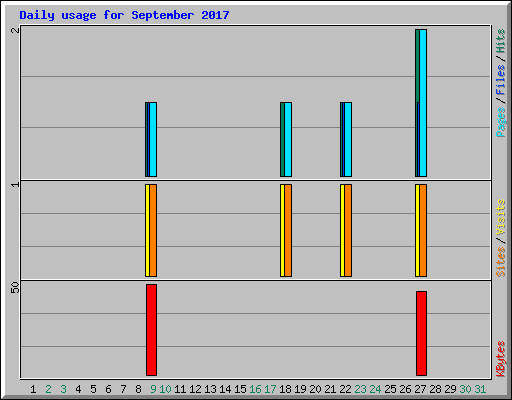 Daily usage for September 2017
2
1
50
Pages / Files / Hits
Sites / Visits
KBytes
1 2 3 4 5 6 7 8 9 10 11 12 13 14 15 16 17 18 19 20 21 22 23 24 25 26 27 28 29 30 31